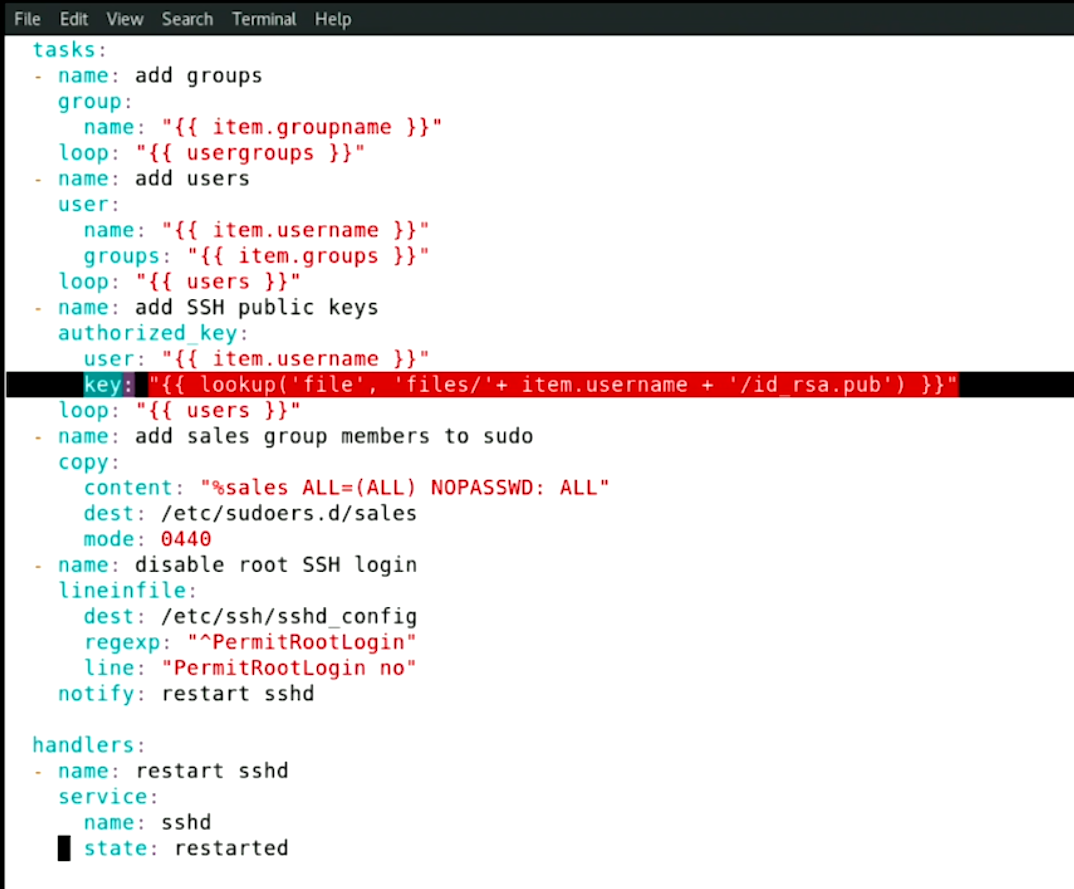 File Edit View Search Terminal Help
tasks:
- name: add groups
group:
name: "{{ item.groupname }}"
loop: "{{ usergroups }}"
- name: add users
user:
name: "{{ item.username }}"
groups: "{{ item.groups }}"
loop: "{{ users }}"
- name: add SSH public keys
authorized_key:
user: "{{ item.username }}"
key: "{{ lookup('file', 'files/'+ item.username + '/id_rsa.pub') }}"
loop: "{{ users }}"
- name: add sales group members to sudo
copy:
content: "%sales ALL=(ALL) NOPASSWD: ALL"
dest: /etc/sudoers.d/sales
mode: 0440
- name: disable root SSH login
lineinfile:
dest: /etc/ssh/sshd_config
regexp: "^PermitRootLogin"
line: "PermitRootLogin no"
notify: restart sshd
handlers:
- name: restart sshd
service:
name: sshd
state: restarted